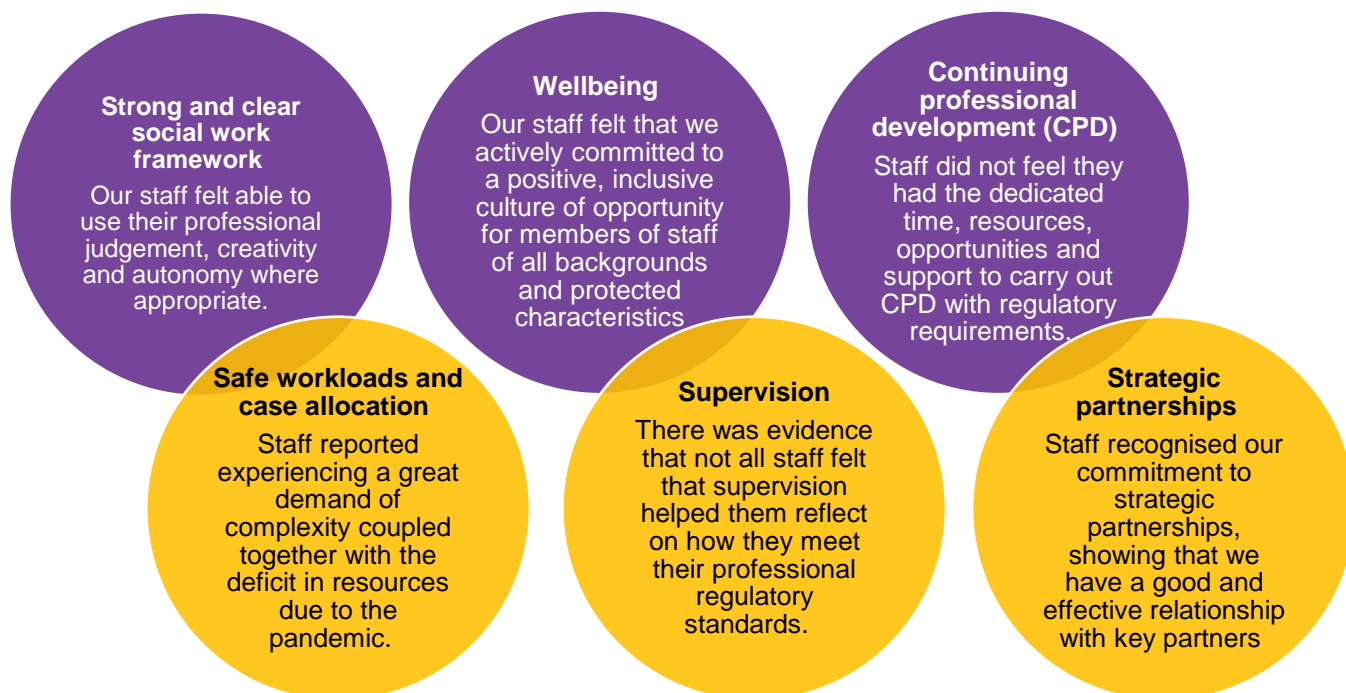 Strong and clear
social work
framework
Our staff felt able to
use their professional
judgement, creativity
and autonomy where
appropriate.
Wellbeing
Our staff felt that we
actively committed to
a positive, inclusive
culture of opportunity
for members of staff
of all backgrounds
and protected
characteristics
Continuing
professional
development (CPD)
Staff did not feel they
had the dedicated
time, resources,
opportunities and
support to carry out
CPD with regulatory
requirements.
Safe workloads and
case allocation
Staff reported
experiencing a great
demand of
complexity coupled
together with the
deficit in resources
due to the
pandemic.
Supervision
There was evidence
that not all staff felt
that supervision
helped them reflect
on how they meet
their professional
regulatory
standards.
Strategic
partnerships
Staff recognised our
commitment to
strategic
partnerships,
showing that we
have a good and
effective relationship
with key partners